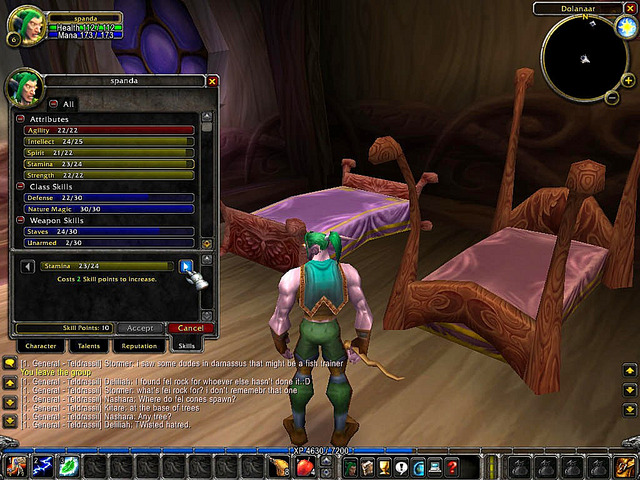 spanda
Health 112/ 112
Mana 173 / 173
6
Dolanaar
N
spanda
All
Attributes
Agility 22/22
Intellect 24/25
Spirit 21/22
Stamina 23/24
Strength 22/22
Class Skills
Defense 22/30
Nature Magic 30/30
Weapon Skills
Staves 24/30
Unarmed 2/30
Stamina 23/24
Costs 2 Skill points to increase.
Skill Points: 10
Accept
Cancel
Character
Talents
Reputation
Skills
[1. General - Teldrassil] Stormer: i saw some dudes in darnassus that might be a fish trainer
You leave the group.
[1. General - Teldrassil] Deliliah: I found fel rock for whoever else hasn't done it :D
[1. General - Teldrassil] Stormer: what's fel rock for? i don't rememebr that one
[1. General - Teldrassil] Nashara: Where do fel cones spawn?
[1. General - Teldrassil] Kitare: at the base of trees
[1. General - Teldrassil] Nashara: Any tree?
[1. General - Teldrassil] Deliliah: TWisted hatred.
XP 4630 / 7200